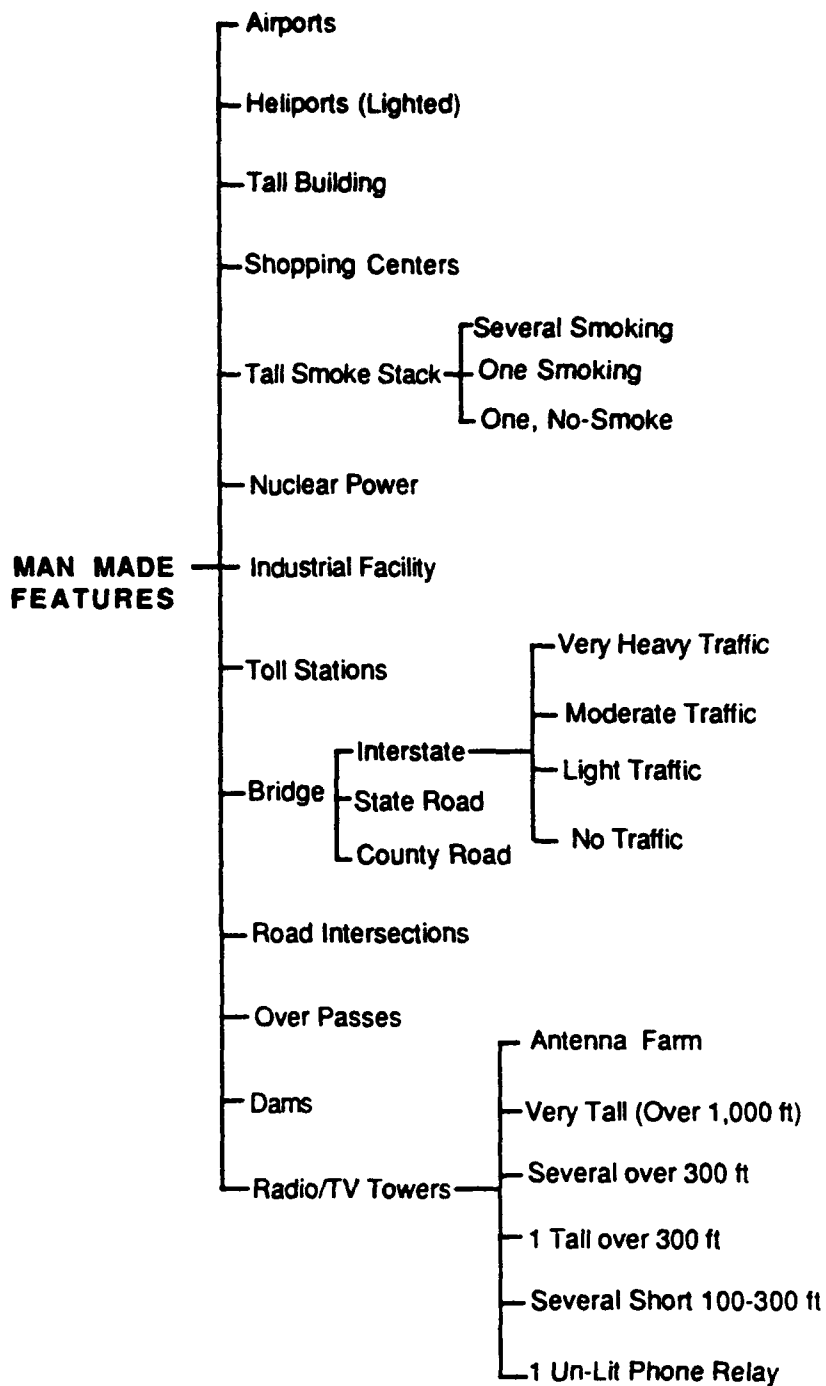 Airports
Heliports (Lighted)
Tall Building
Shopping Centers
Tall Smoke Stack
Several Smoking
One Smoking
One, No-Smoke
Nuclear Power
MAN MADE
FEATURES
Industrial Facility
Toll Stations
Bridge
Interstate
Very Heavy Traffic
Moderate Traffic
Light Traffic
No Traffic
State Road
County Road
Road Intersections
Over Passes
Dams
Radio/TV Towers
Antenna Farm
Very Tall (Over 1,000 ft)
Several over 300 ft
1 Tall over 300 ft
Several Short 100-300 ft
1 Un-Lit Phone Relay